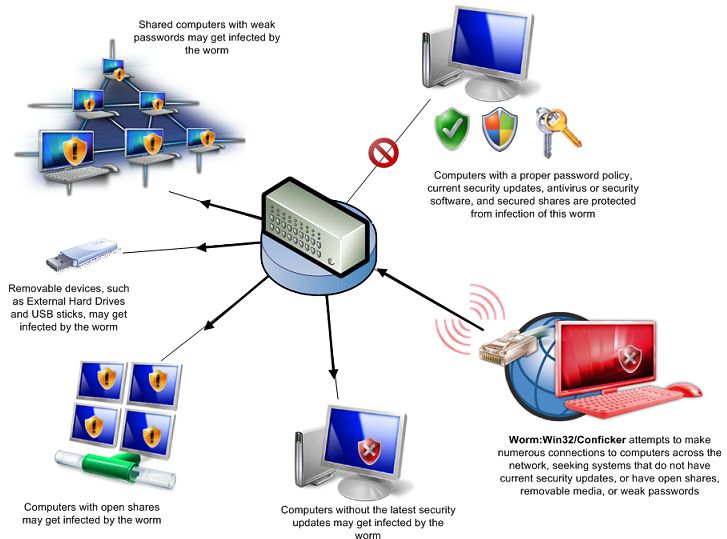 Shared computers with weak
passwords may get infected by
the worm
Computers with a proper password policy,
current security updates, antivirus or security
software, and secured shares are protected
from infection of this worm
Removable devices, such
as External Hard Drives
and USB sticks, may get
infected by the worm
Worm:Win32/Conficker attempts to make
numerous connections to computers across the
network, seeking systems that do not have
current security updates, or have open shares,
removable media, or weak passwords
Computers with open shares
may get infected by the worm
Computers without the latest security
updates may get infected by the
worm